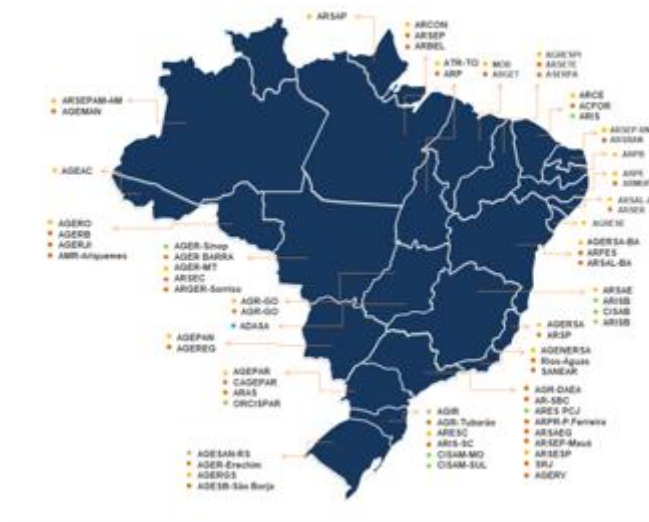 ARSAP
ARCON
ARSEP
ARBEL
ATR-TO
ARP
MOB
ARSETE
ARCE
ACFOR
ARIS
ARSEPAM-AM
AGEMAN
AGEAC
ARPB
ARPE
AGERO
AGERB
AGERJI
AMR-Ariquemes
AGER-Sinop
AGER BARRA
AGER-MT
ARSEC
ARGER-Sorriso
AGERSA-BA
ARFES
ARSAL-BA
AGR-GO
AGR-GO
ADASA
ARSAE
ARISB
CISAB
ARISB
AGEPAN
AGEREG
AGERSA
ARSP
AGENERSA
Rios-Águas
SANEAR
AGEPAR
CAGEPAR
ARAS
ORCISPAR
AGIR
AGR-Tubarão
ARESC
ARIS-SC
CISAM-MO
CISAM-SUL
AGR-DAEA
AR-SBC
ARES PCJ
ARPR-P.Ferreira
ARSAEG
ARSEP-Mauá
ARSESP
SRJ
AGERV
AGESAN-RS
AGER-Erechim
AGERGS
AGESB-São Borja